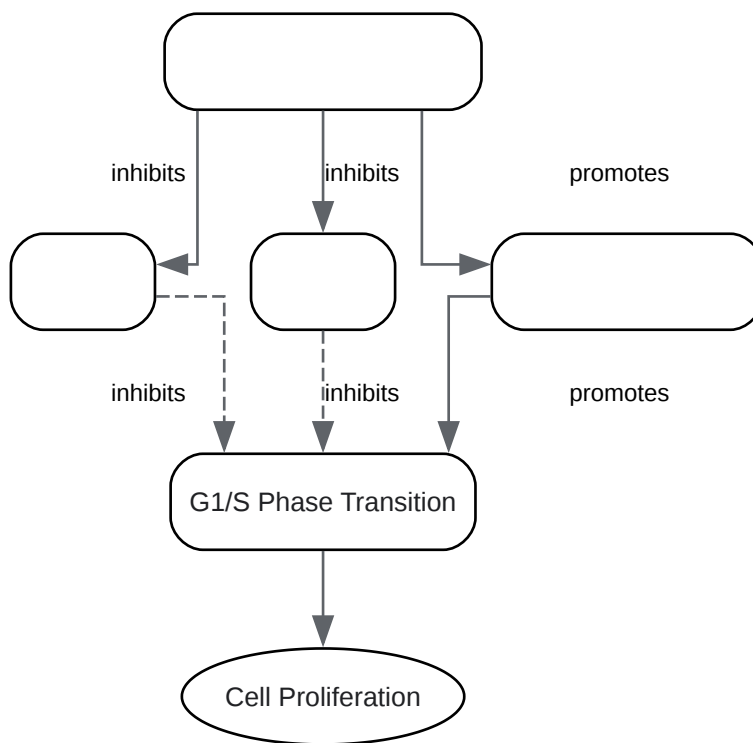 inhibits
inhibits
promotes
inhibits
inhibits
promotes
G1/S Phase Transition
Cell Proliferation